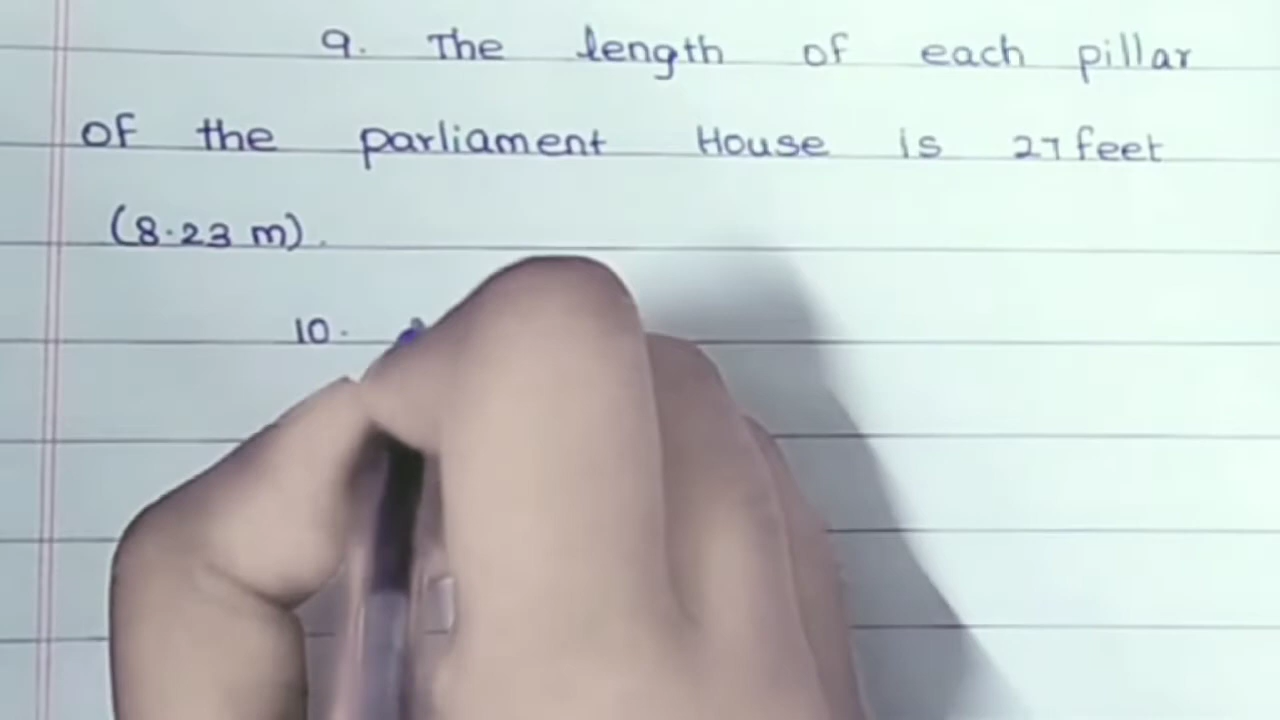 9. The length of each pillar
of the parliament House is 27 feet
(8.23 m).
10.